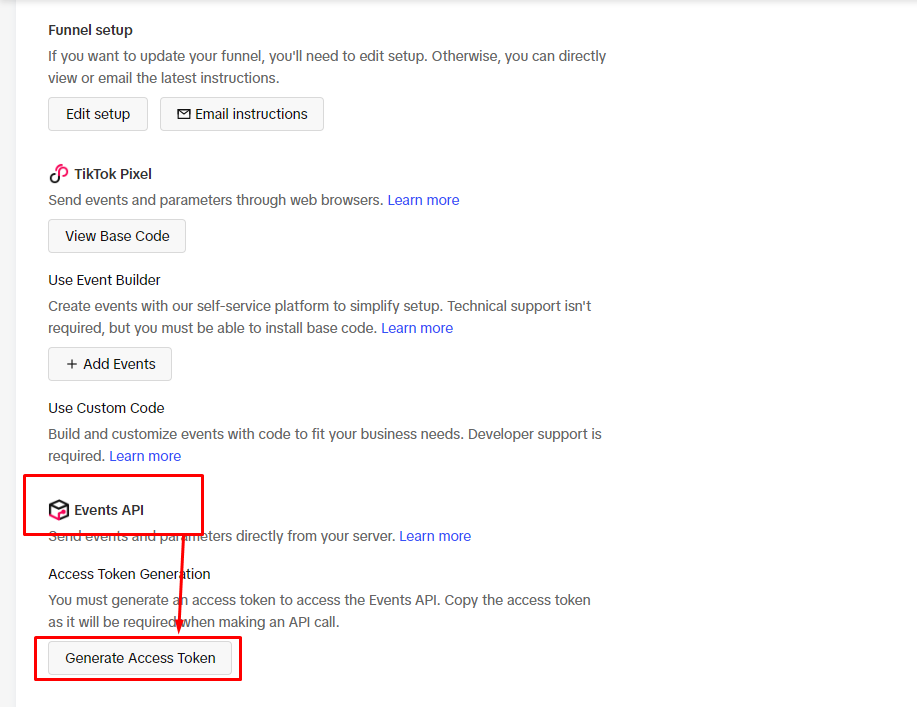 Funnel setup
If you want to update your funnel, you'll need to edit setup. Otherwise, you can directly
view or email the latest instructions.
Edit setup
Email instructions
TikTok Pixel
Send events and parameters through web browsers. Learn more
View Base Code
Use Event Builder
Create events with our self-service platform to simplify setup. Technical support isn't
required, but you must be able to install base code. Learn more
+ Add Events
Use Custom Code
Build and customize events with code to fit your business needs. Developer support is
required. Learn more
Events API
Send events and parameters directly from your server. Learn more
Access Token Generation
You must generate an access token to access the Events API. Copy the access token
as it will be required when making an API call.
Generate Access Token